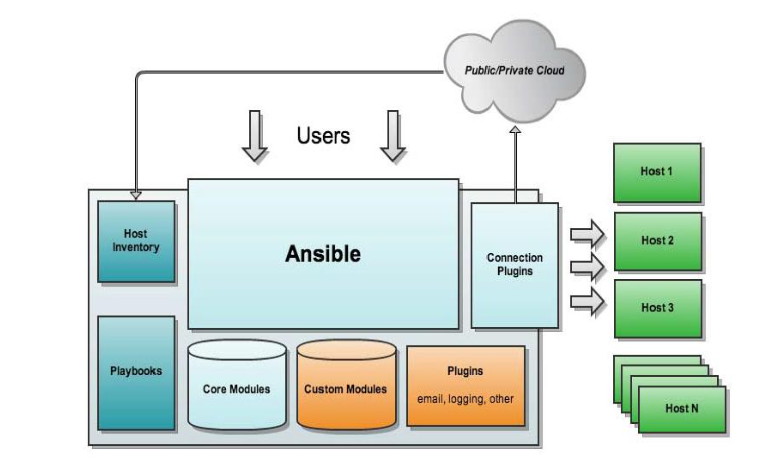 Public/Private Cloud
Users
Host 1
Host
Inventory
Ansible
Connection
Plugins
Host 2
Host 3
Playbooks
Core Modules
Custom Modules
Plugins
email, logging, other
Host N